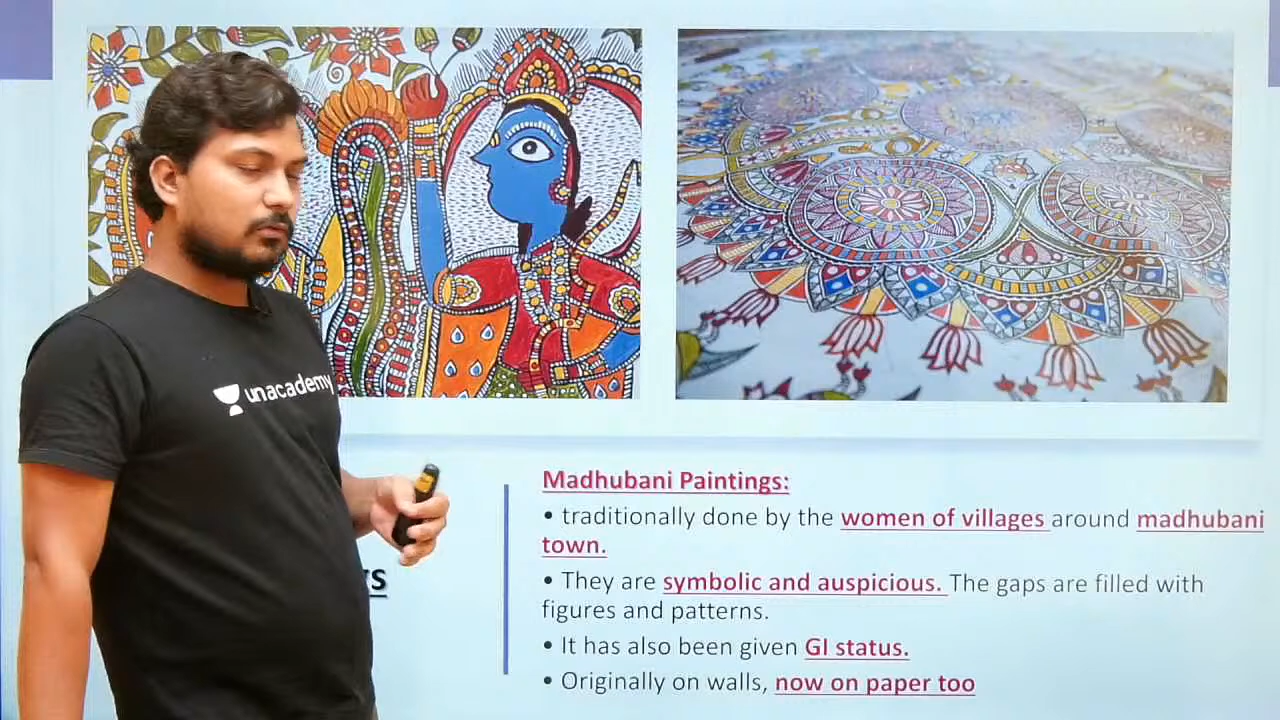 unacademy
Madhubani Paintings:
• traditionally done by the women of villages around madhubani
town.
• They are symbolic and auspicious. The gaps are filled with
figures and patterns.
• It has also been given GI status.
• Originally on walls, now on paper too